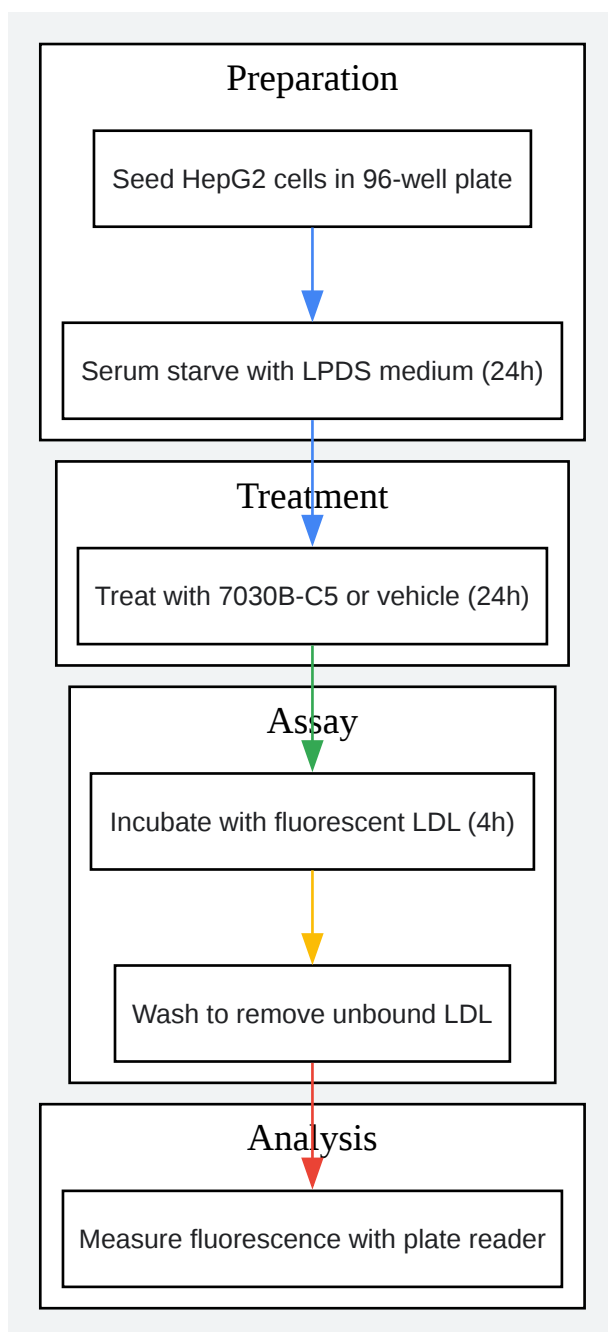 Preparation
Seed HepG2 cells in 96-well plate
Serum starve with LPDS medium (24h)
Treatment
Treat with 7030B-C5 or vehicle (24h)
Assay
Incubate with fluorescent LDL (4h)
Wash to remove unbound LDL
Analysis
Measure fluorescence with plate reader